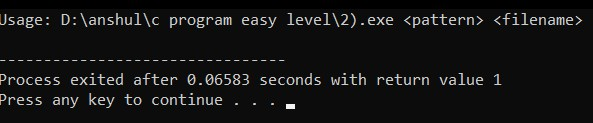 Usage: D:\anshul\c program easy level\2).exe <pattern> <filename>
--------------------------------
Process exited after 0.06583 seconds with return value 1
Press any key to continue . . .